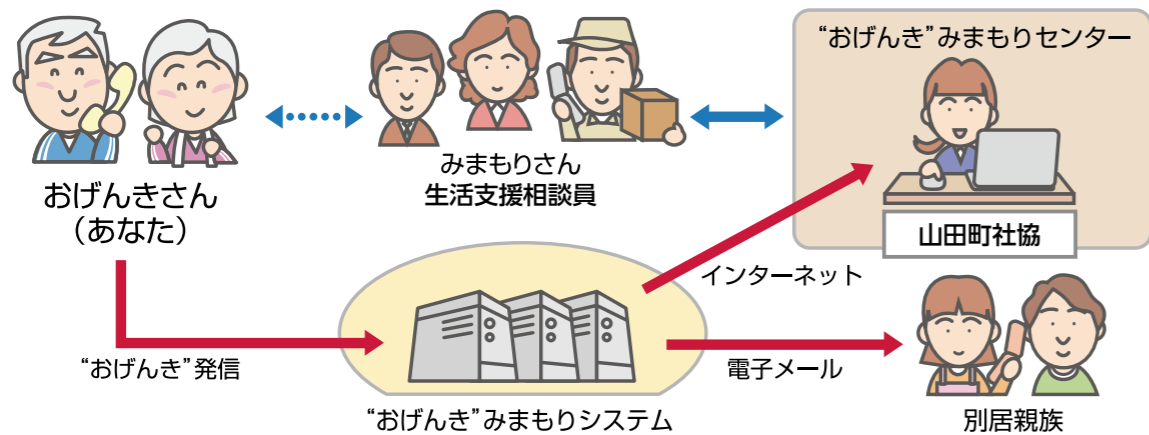 “おげんき”みまもりセンター
みまもりさん
生活支援相談員
おげんきさん
（あなた）
山田町社協
インターネット
“おげんき”発信
電子メール
“おげんき”みまもりシステム
別居親族